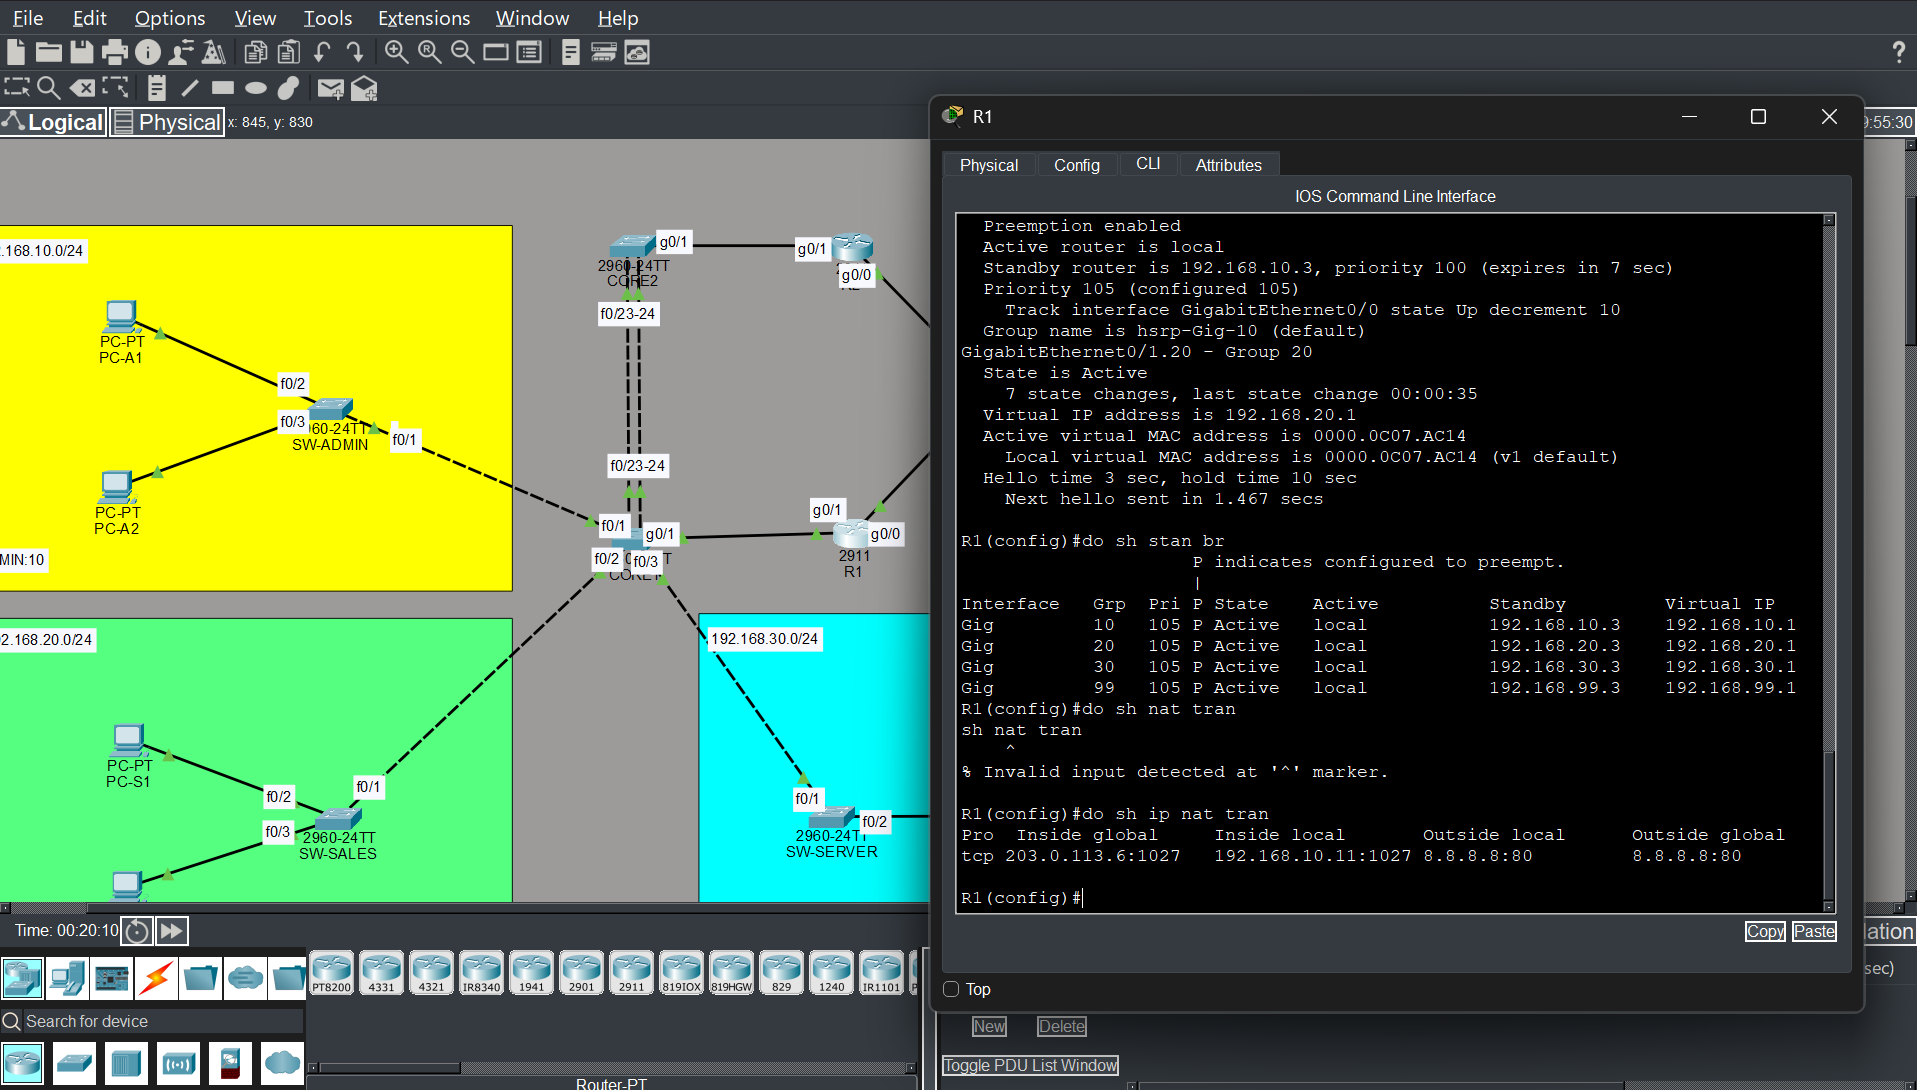 File Edit Options View Tools Extensions Window Help
?
Logical Physical x: 845, y: 830
9:55:30
.168.10.0/24
PC-PT
PC-A1
f0/2
f0/3
60-24TT
SW-ADMIN
f0/1
PC-PT
PC-A2
MIN:10
2.168.20.0/24
PC-PT
PC-S1
f0/2
f0/3
f0/1
2960-24TT
SW-SALES
g0/1
2960-24TT
CORE2
f0/23-24
g0/1
g0/0
f0/23-24
f0/1
g0/1
f0/2
f0/3
g0/1
g0/0
2911
R1
192.168.30.0/24
f0/1
f0/2
2960-24TT
SW-SERVER
R1
Physical Config CLI Attributes
IOS Command Line Interface
Preemption enabled
Active router is local
Standby router is 192.168.10.3, priority 100 (expires in 7 sec)
Priority 105 (configured 105)
Track interface GigabitEthernet0/0 state Up decrement 10
Group name is hsrp-Gig-10 (default)
GigabitEthernet0/1.20 - Group 20
State is Active
7 state changes, last state change 00:00:35
Virtual IP address is 192.168.20.1
Active virtual MAC address is 0000.0C07.AC14
Local virtual MAC address is 0000.0C07.AC14 (v1 default)
Hello time 3 sec, hold time 10 sec
Next hello sent in 1.467 secs
R1(config)#do sh stan br
P indicates configured to preempt.
|
Interface Grp Pri P State Active Standby Virtual IP
Gig 10 105 P Active local 192.168.10.3 192.168.10.1
Gig 20 105 P Active local 192.168.20.3 192.168.20.1
Gig 30 105 P Active local 192.168.30.3 192.168.30.1
Gig 99 105 P Active local 192.168.99.3 192.168.99.1
R1(config)#do sh nat tran
sh nat tran
^
% Invalid input detected at '^' marker.
R1(config)#do sh ip nat tran
Pro Inside global Inside local Outside local Outside global
tcp 203.0.113.6:1027 192.168.10.11:1027 8.8.8.8:80 8.8.8.8:80
R1(config)#
Copy Paste
Top
ation
sec)
New Delete
Toggle PDU List Window
Time: 00:20:10
PT8200 4331 4321 IR8340 1941 2901 2911 819IOX 819HGW 829 1240 IR1101
Search for device
Router-PT